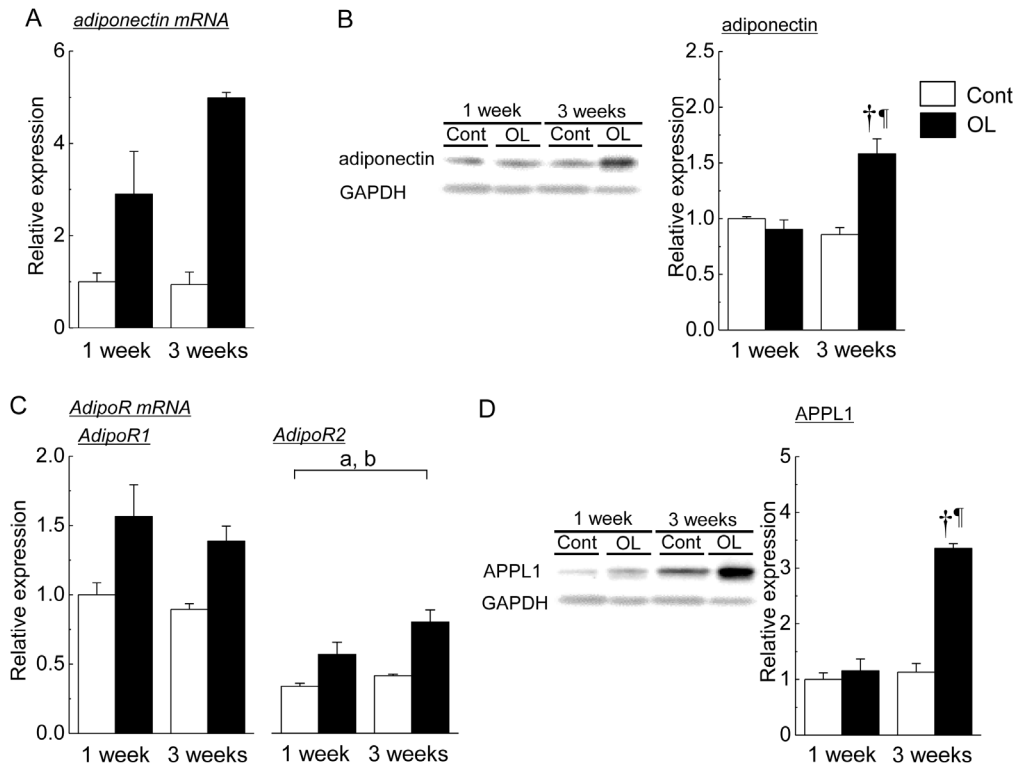 A
adiponectin mRNA
Relative expression
6
4
2
0
1 week 3 weeks
B
1 week 3 weeks
Cont OL Cont OL
adiponectin
GAPDH
adiponectin
Relative expression
2.5
2.0
1.5
1.0
0.5
0.0
†¶
1 week 3 weeks
Cont
OL
C
AdipoR mRNA
AdipoR1
Relative expression
2.0
1.5
1.0
0.5
0.0
1 week 3 weeks
AdipoR2
a, b
1 week 3 weeks
D
1 week 3 weeks
Cont OL Cont OL
APPL1
GAPDH
APPL1
Relative expression
5
4
3
2
1
0
†¶
1 week 3 weeks